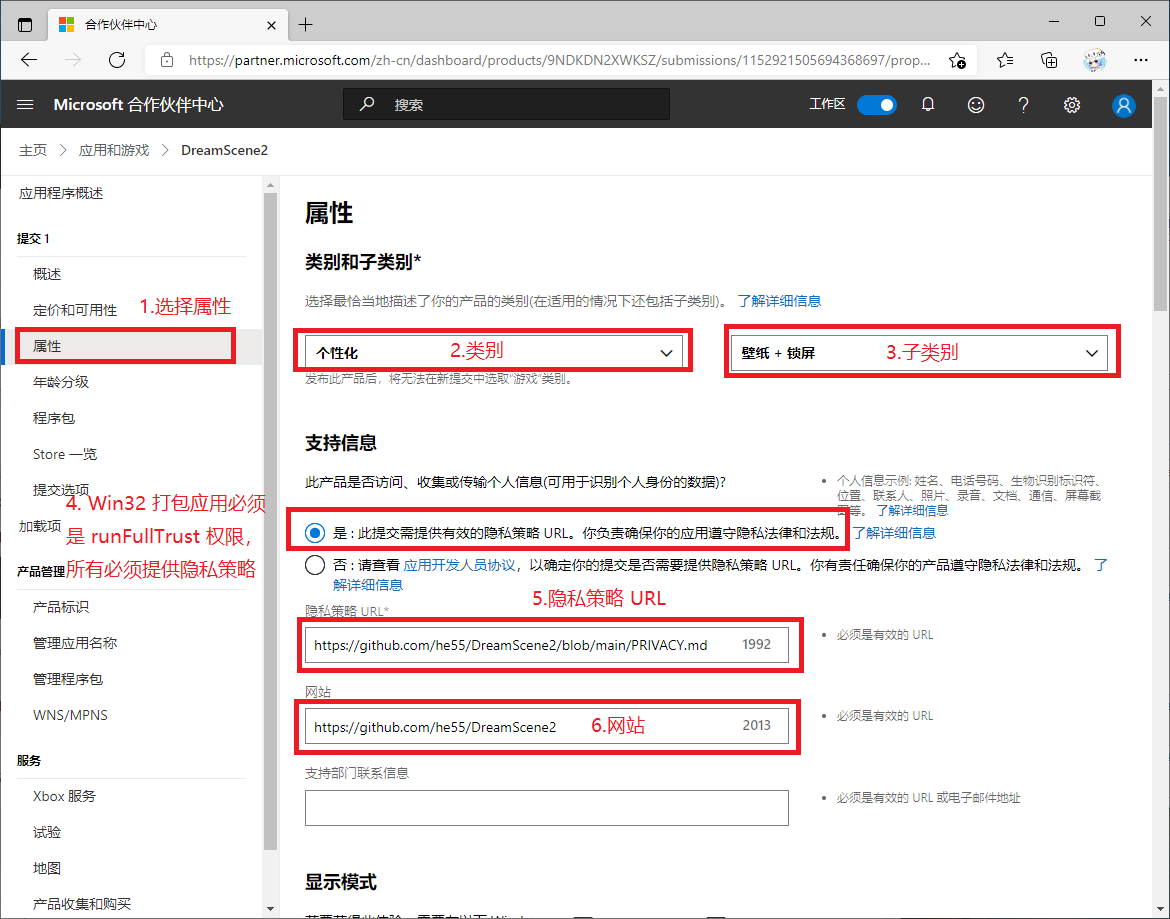 合作伙伴中心
https://partner.microsoft.com/zh-cn/dashboard/products/9NDKDN2XWKSZ/submissions/1152921505694368697/prop...
Microsoft 合作伙伴中心
搜索
工作区
主页 > 应用和游戏 > DreamScene2
应用程序概述
提交 1
概述
定价和可用性
1.选择属性
属性
年龄分级
程序包
Store 一览
提交选项
加载项
4. Win32 打包应用必须
是 runFullTrust 权限，
所有必须提供隐私策略
产品管理
产品标识
管理应用名称
管理程序包
WNS/MPNS
服务
Xbox 服务
试验
地图
产品收集和购买
属性
类别和子类别*
选择最恰当地描述了你的产品的类别(在适用的情况下还包括子类别)。 了解详细信息
个性化
2.类别
壁纸 + 锁屏
3.子类别
发布此产品后，将无法在新提交中选取“游戏”类别。
支持信息
此产品是否访问、收集或传输个人信息(可用于识别个人身份的数据)?
个人信息示例: 姓名、电话号码、生物识别标识符、
位置、联系人、照片、录音、文档、通信、屏幕截
图等。 了解详细信息
是 : 此提交需提供有效的隐私策略 URL。你负责确保你的应用遵守隐私法律和法规。 了解详细信息
否 : 请查看 应用开发人员协议，以确定你的提交是否需要提供隐私策略 URL。你有责任确保你的产品遵守隐私法律和法规。 了
解详细信息
5.隐私策略 URL
隐私策略 URL*
https://github.com/he55/DreamScene2/blob/main/PRIVACY.md 1992
必须是有效的 URL
网站
https://github.com/he55/DreamScene2
6.网站
2013
必须是有效的 URL
支持部门联系信息
必须是有效的 URL 或电子邮件地址
显示模式